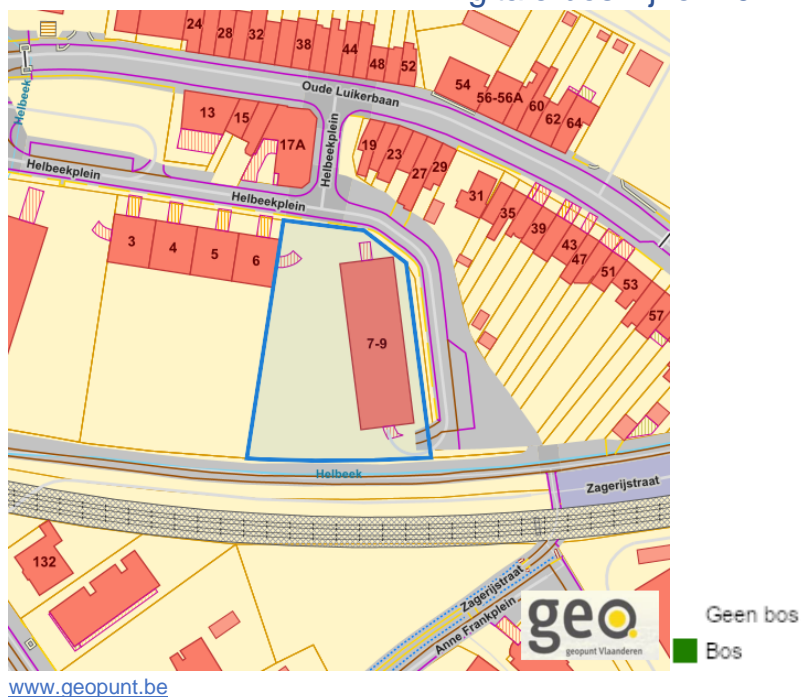 24 28 32 38 44 48 52
54 56-56A 60 62 64
Oude Luikerbaan
Helbeek
13 15 17A
Helbeekplein
19 23 27 29
Helbeekplein
Helbeekplein
31 35 39 43 47 51 53 57
3 4 5 6
7-9
Helbeek
Zagerijstraat
132
Zagerijstraat
Anne Frankplein
geo.
geopunt Vlaanderen
Geen bos
Bos
www.geopunt.be